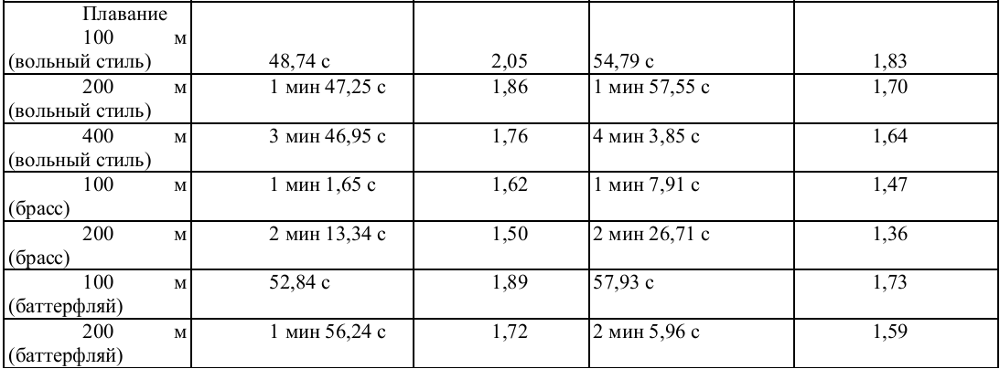 Плавание
100 м
(вольный стиль) 48,74 с 2,05 54,79 с 1,83
200 м 1 мин 47,25 с 1,86 1 мин 57,55 с 1,70
(вольный стиль)
400 м 3 мин 46,95 с 1,76 4 мин 3,85 с 1,64
(вольный стиль)
100 м 1 мин 1,65 с 1,62 1 мин 7,91 с 1,47
(брасс)
200 м 2 мин 13,34 с 1,50 2 мин 26,71 с 1,36
(брасс)
100 м 52,84 с 1,89 57,93 с 1,73
(баттерфляй)
200 м 1 мин 56,24 с 1,72 2 мин 5,96 с 1,59
(баттерфляй)